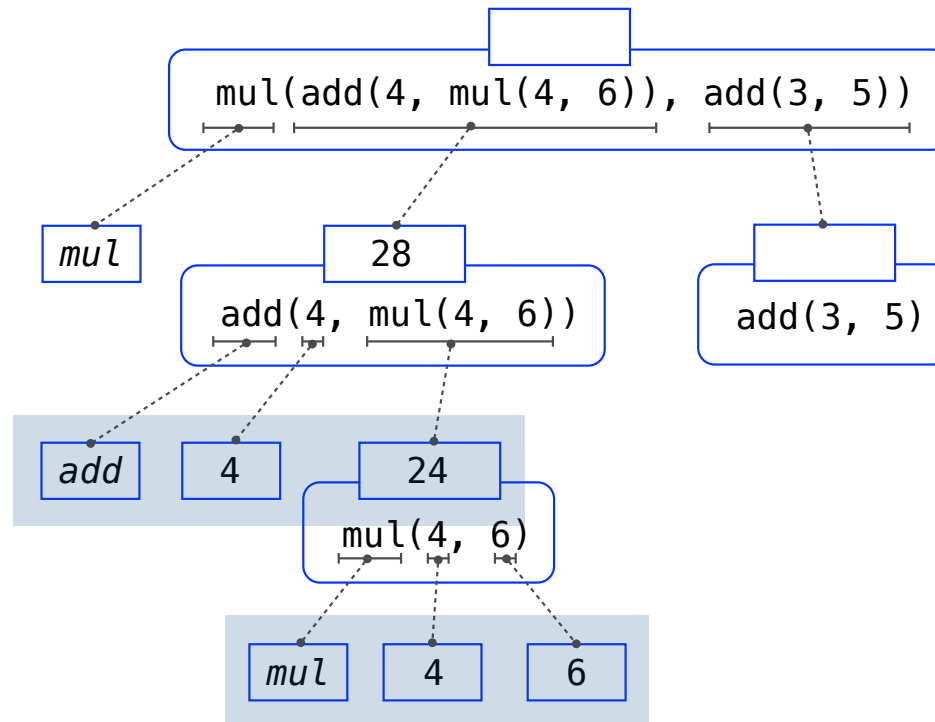 mul(add(4, mul(4, 6)), add(3, 5))
mul
28
add(4, mul(4, 6))
add(3, 5)
add
4
24
mul(4, 6)
mul
4
6